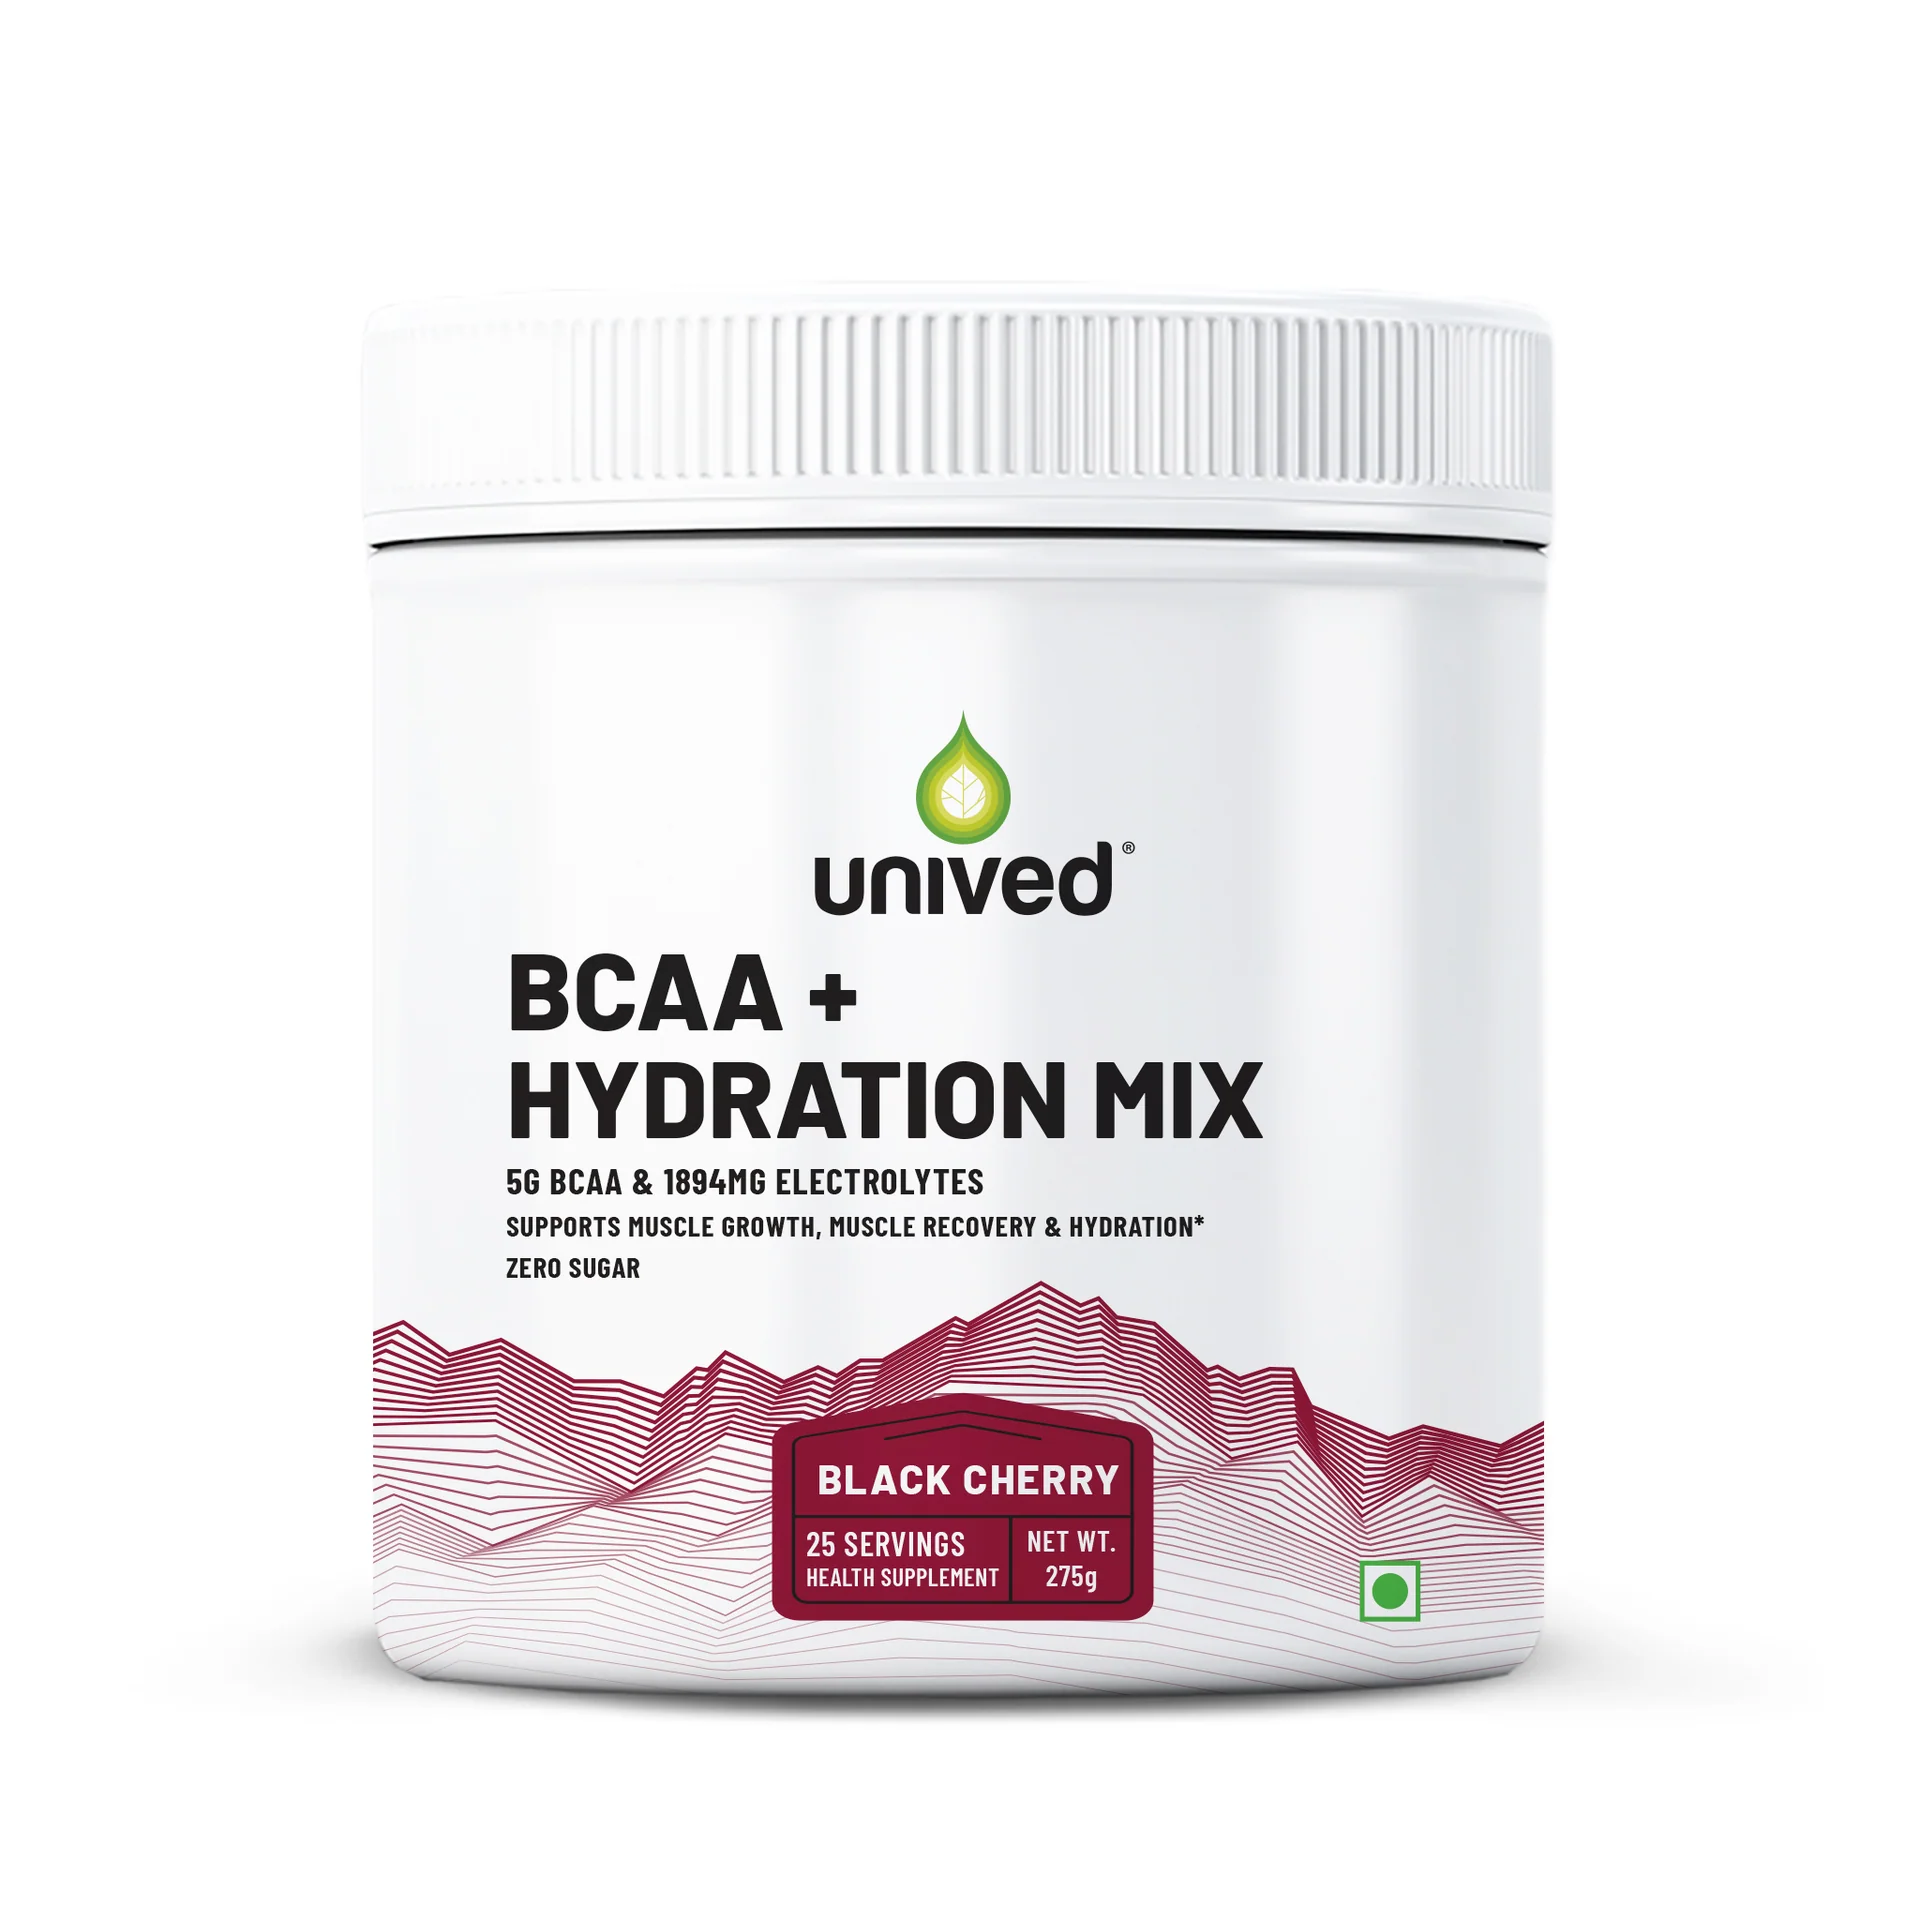 unived®
BCAA +
HYDRATION MIX
5G BCAA & 1894MG ELECTROLYTES
SUPPORTS MUSCLE GROWTH, MUSCLE RECOVERY & HYDRATION*
ZERO SUGAR
BLACK CHERRY
25 SERVINGS
HEALTH SUPPLEMENT
NET WT.
275g